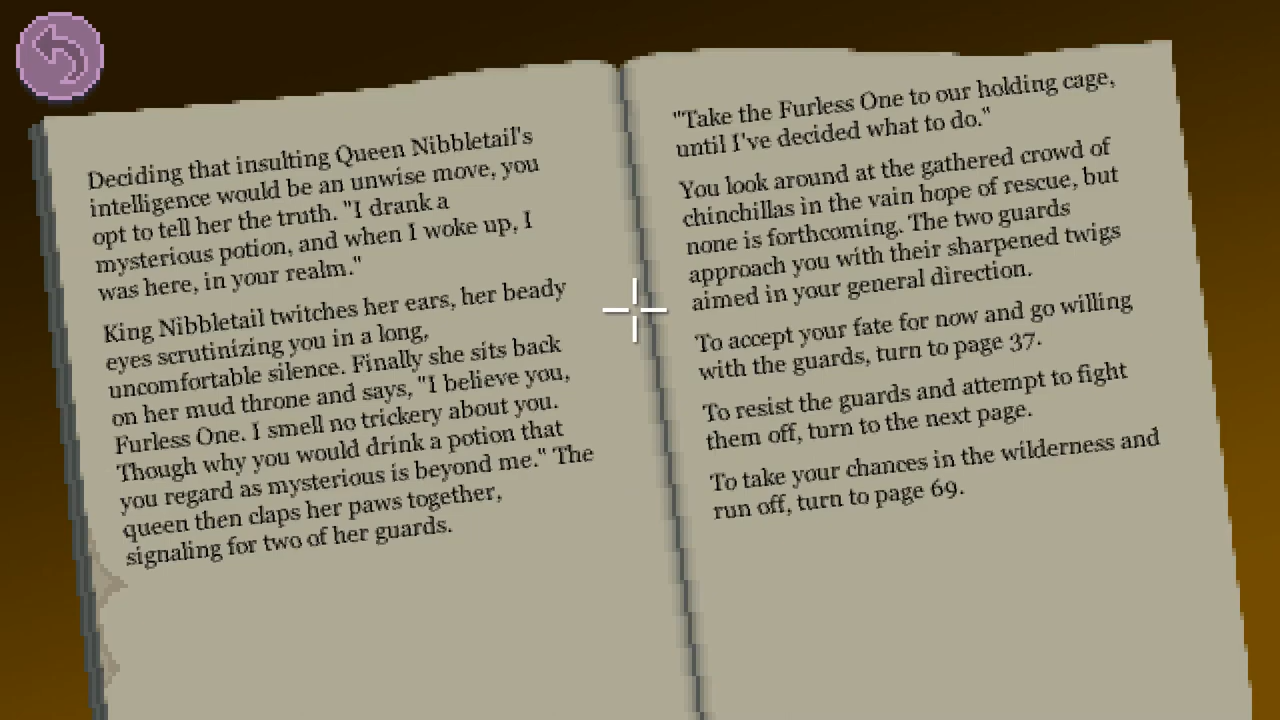 Deciding that insulting Queen Nibbletail's
intelligence would be an unwise move, you
opt to tell her the truth. "I drank a
mysterious potion, and when I woke up, I
was here, in your realm."
King Nibbletail twitches her ears, her beady
eyes scrutinizing you in a long,
uncomfortable silence. Finally she sits back
on her mud throne and says, "I believe you,
Furless One. I smell no trickery about you.
Though why you would drink a potion that
you regard as mysterious is beyond me." The
queen then claps her paws together,
signaling for two of her guards.
"Take the Furless One to our holding cage,
until I've decided what to do."
You look around at the gathered crowd of
chinchillas in the vain hope of rescue, but
none is forthcoming. The two guards
approach you with their sharpened twigs
aimed in your general direction.
To accept your fate for now and go willing
with the guards, turn to page 37.
To resist the guards and attempt to fight
them off, turn to the next page.
To take your chances in the wilderness and
run off, turn to page 69.